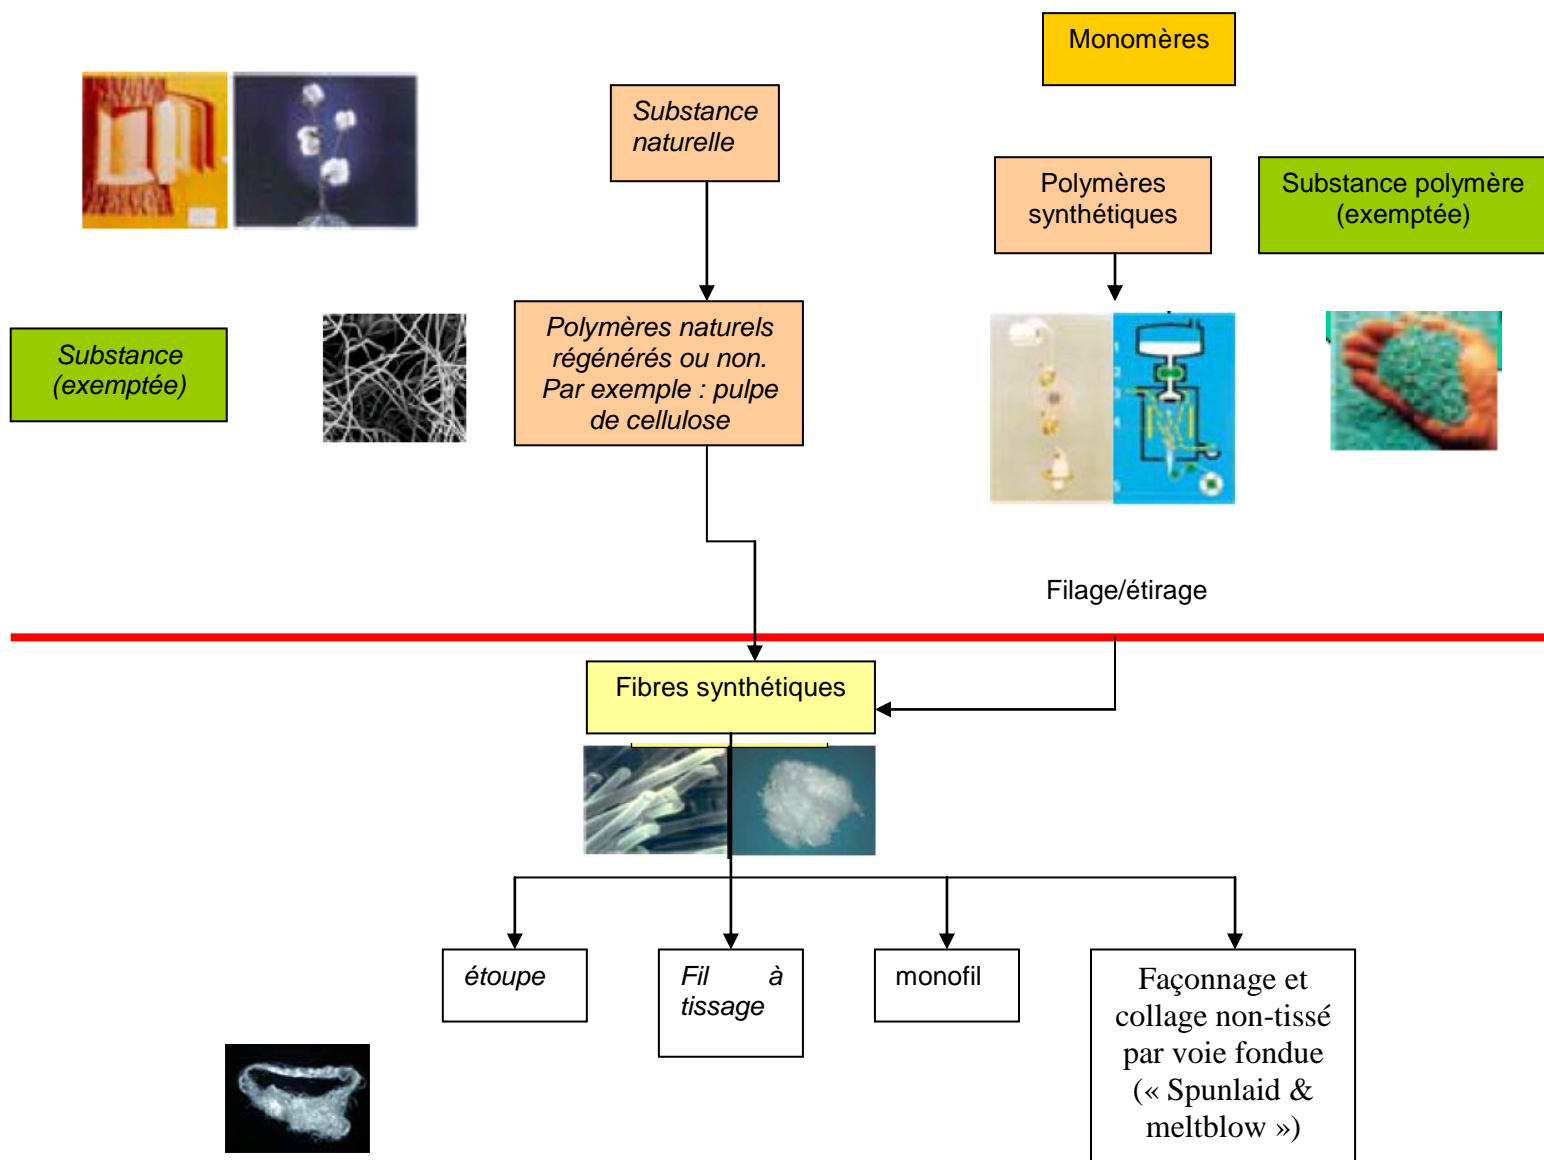 Monomères
Substance
naturelle
Polymères
synthétiques
Substance polymère
(exemptée)
Substance
(exemptée)
Polymères naturels
régénérés ou non.
Par exemple : pulpe
de cellulose
Filage/étirage
Fibres synthétiques
étoupe
Fil à
tissage
monofil
Façonnage et
collage non-tissé
par voie fondue
(« Spunlaid &
meltblow »)